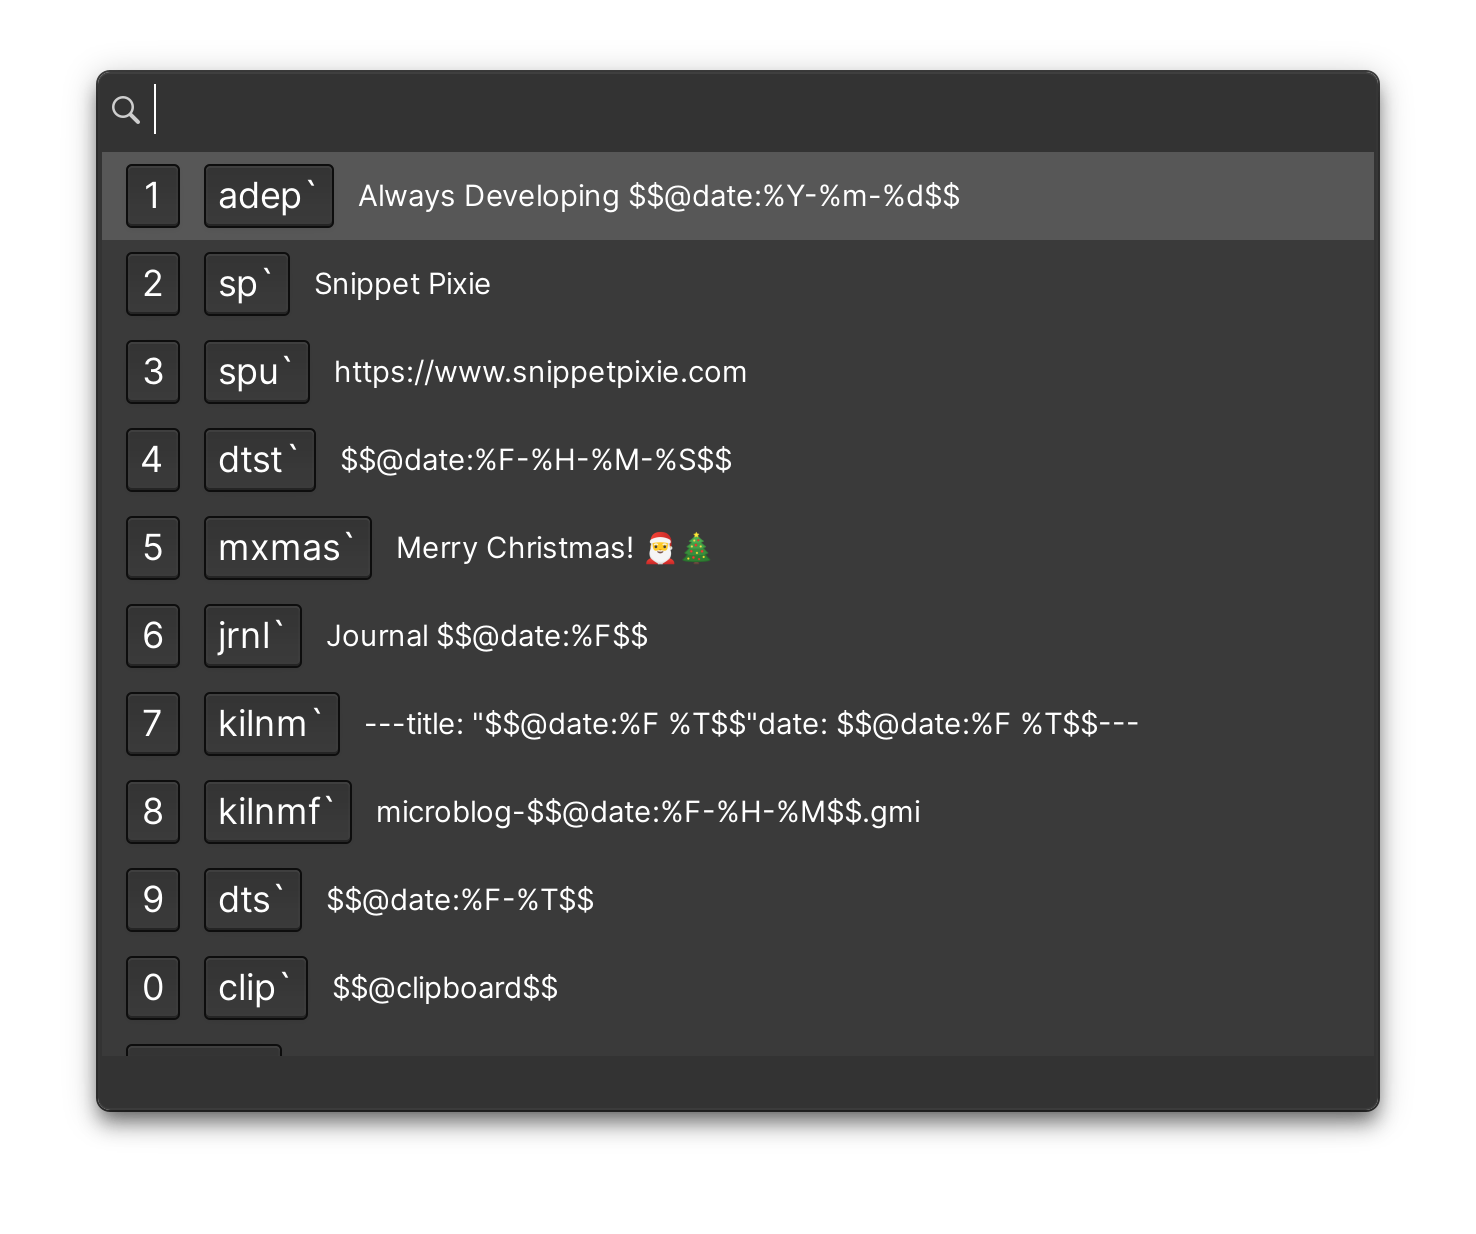 1 adep` Always Developing $$@date:%Y-%m-%d$$
2 sp` Snippet Pixie
3 spu` https://www.snippetpixie.com
4 dtst` $$@date:%F-%H-%M-%S$$
5 mxmas` Merry Christmas! 🎅🎄
6 jrnl` Journal $$@date:%F$$
7 kilnm` ---title: "$$@date:%F %T$$"date: $$@date:%F %T$$---
8 kilnmf` microblog-$$@date:%F-%H-%M$$.gmi
9 dts` $$@date:%F-%T$$
0 clip` $$@clipboard$$